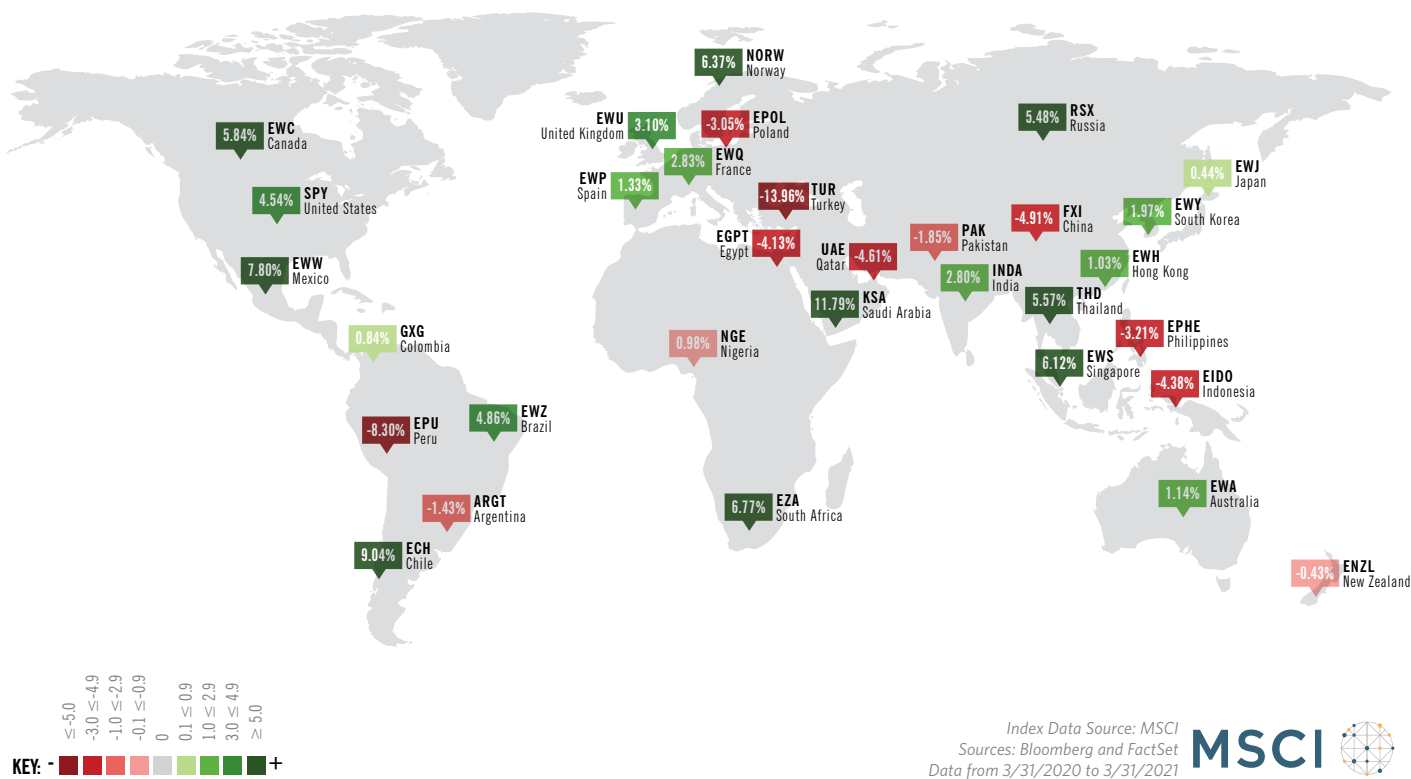 6.37%
NORW
Norway
5.84%
EWC
Canada
EWU
United Kingdom
3.10%
-3.05%
EPOL
Poland
5.48%
RSX
Russia
2.83%
EWQ
France
EWP
Spain
1.33%
4.54%
SPY
United States
-13.96%
TUR
Turkey
0.44%
EWJ
Japan
1.97%
EWY
South Korea
-4.91%
FXI
China
EGPT
Egypt
-4.13%
UAE
Qatar
-4.61%
-1.85%
PAK
Pakistan
7.80%
EWW
Mexico
2.80%
INDA
India
1.03%
EWH
Hong Kong
11.79%
KSA
Saudi Arabia
5.57%
THD
Thailand
0.84%
GXG
Colombia
0.98%
NGE
Nigeria
-3.21%
EPHE
Philippines
6.12%
EWS
Singapore
-4.38%
EIDO
Indonesia
-8.30%
EPU
Peru
4.86%
EWZ
Brazil
-1.43%
ARGT
Argentina
6.77%
EZA
South Africa
1.14%
EWA
Australia
9.04%
ECH
Chile
-0.43%
ENZL
New Zealand
≤ -5.0
-3.0 ≤ -4.9
-1.0 ≤ -2.9
-0.1 ≤ -0.9
0
0.1 ≤ 0.9
1.0 ≤ 2.9
3.0 ≤ 4.9
≥ 5.0
KEY: - +
Index Data Source: MSCI
Sources: Bloomberg and FactSet
Data from 3/31/2020 to 3/31/2021
MSCI